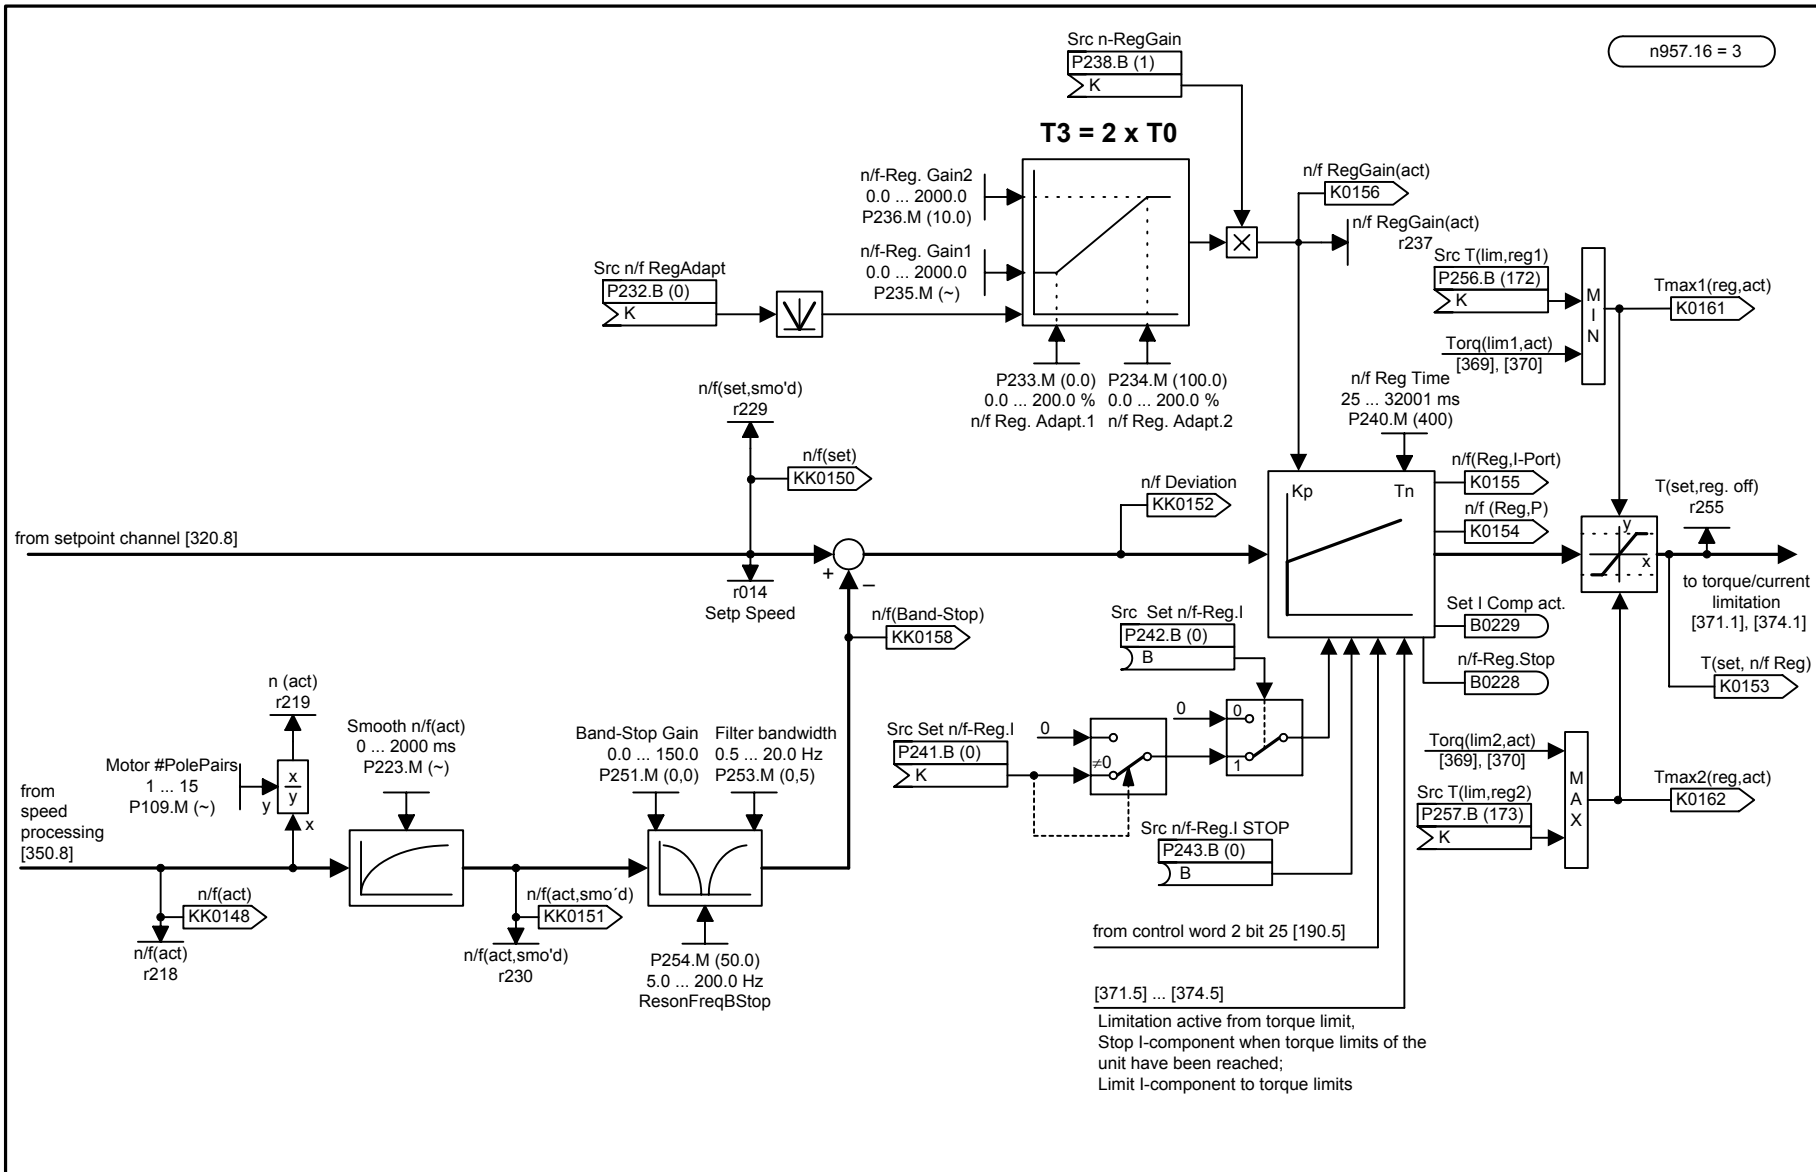 n957.16 = 3
Src n-RegGain
P238.B (1)
K
T3 = 2 x T0
n/f-Reg. Gain2
0.0 ... 2000.0
P236.M (10.0)
n/f-Reg. Gain1
0.0 ... 2000.0
P235.M (~)
Src n/f RegAdapt
P232.B (0)
K
P233.M (0.0)
0.0 ... 200.0 %
n/f Reg. Adapt.1
P234.M (100.0)
0.0 ... 200.0 %
n/f Reg. Adapt.2
n/f RegGain(act)
K0156
n/f RegGain(act)
r237
Src T(lim,reg1)
P256.B (172)
K
Torq(lim1,act)
[369], [370]
M
I
N
Tmax1(reg,act)
K0161
n/f Reg Time
25 ... 32001 ms
P240.M (400)
n/f(set,smo'd)
r229
n/f(set)
KK0150
from setpoint channel [320.8]
r014
Setp Speed
+
–
n/f Deviation
KK0152
n/f(Band-Stop)
KK0158
Kp
Tn
n/f(Reg,I-Port)
K0155
n/f (Reg,P)
K0154
Set I Comp act.
B0229
n/f-Reg.Stop
B0228
y
x
T(set,reg. off)
r255
to torque/current
limitation
[371.1], [374.1]
T(set, n/f Reg)
K0153
Src  Set n/f-Reg.I
P242.B (0)
B
Src Set n/f-Reg.I
P241.B (0)
K
0
≠0
0
0
1
Src n/f-Reg.I STOP
P243.B (0)
B
Torq(lim2,act)
[369], [370]
Src T(lim,reg2)
P257.B (173)
K
M
A
X
Tmax2(reg,act)
K0162
n (act)
r219
Motor #PolePairs
1 ... 15
P109.M (~)
y
x
y
x
from
speed
processing
[350.8]
Smooth n/f(act)
0 ... 2000 ms
P223.M (~)
Band-Stop Gain
0.0 ... 150.0
P251.M (0,0)
Filter bandwidth
0.5 ... 20.0 Hz
P253.M (0,5)
n/f(act)
KK0148
n/f(act)
r218
n/f(act,smo´d)
KK0151
n/f(act,smo'd)
r230
P254.M (50.0)
5.0 ... 200.0 Hz
ResonFreqBStop
from control word 2 bit 25 [190.5]
[371.5] ... [374.5]
Limitation active from torque limit,
Stop I-component when torque limits of the
unit have been reached;
Limit I-component to torque limits